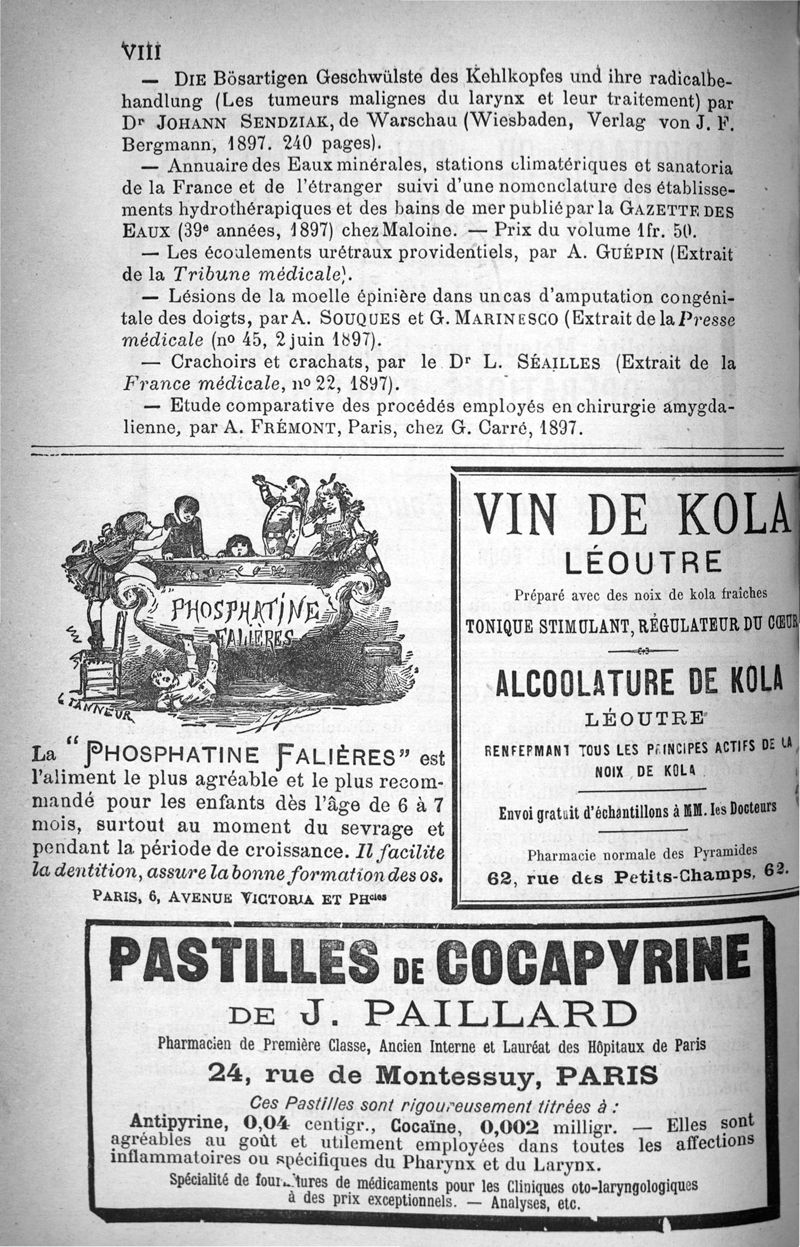 VIII
— DIE Bösartigen Geschwülste des Kehlkopfes und ihre radicalbe-
handlung (Les tumeurs malignes du larynx et leur traitement) par
Dr JOHANN SENDZIAK, de Warschau (Wiesbaden, Verlag von J. F.
Bergmann, 1897. 240 pages).
— Annuaire des Eaux minérales, stations climatériques et sanatoria
de la France et de l'étranger suivi d'une nomenclature des établisse-
ments hydrothérapiques et des bains de mer publié par la GAZETTE DES
EAUX (39e années, 1897) chez Maloine. — Prix du volume 1fr. 50.
— Les écoulements urétraux providentiels, par A. GUÉPIN (Extrait
de la Tribune médicale).
— Lésions de la moelle épinière dans un cas d'amputation congéni-
tale des doigts, par A. SOUQUES et G. MARINESCO (Extrait de la Presse
médicale (no 45, 2 juin 1897).
— Crachoirs et crachats, par le Dr L. SÉAILLES (Extrait de la
France médicale, no 22, 1897).
— Etude comparative des procédés employés en chirurgie amygda-
lienne, par A. FRÉMONT, Paris, chez G. Carré, 1897.
PHOSPHATINE
FALIERES
G TANNEUR
La "PHOSPHATINE FALIÈRES" est
l'aliment le plus agréable et le plus recom-
mandé pour les enfants dès l'âge de 6 à 7
mois, surtout au moment du sevrage et
pendant la période de croissance. Il facilite
la dentition, assure la bonne formation des os.
PARIS, 6, AVENUE VICTORIA ET PHcies
VIN DE KOLA
LÉOUTRE
Préparé avec des noix de kola fraîches
TONIQUE STIMULANT, RÉGULATEUR DU CŒUR
ALCOOLATURE DE KOLA
LÉOUTRE
RENFERMANT TOUS LES PRINCIPES ACTIFS DE LA
NOIX DE KOLA
Envoi gratuit d'échantillons à MM. les Docteurs
Pharmacie normale des Pyramides
62, rue des Petits-Champs, 62.
PASTILLES DE COCAPYRINE
DE J. PAILLARD
Pharmacien de Première Classe, Ancien Interne et Lauréat des Hôpitaux de Paris
24, rue de Montessuy, PARIS
Ces Pastilles sont rigoureusement titrées à :
Antipyrine, 0,04 centigr., Cocaïne, 0,002 milligr. — Elles sont
agréables au goût et utilement employées dans toutes les affections
inflammatoires ou spécifiques du Pharynx et du Larynx.
Spécialité de fournitures de médicaments pour les Cliniques oto-laryngologiques
à des prix exceptionnels. — Analyses, etc.